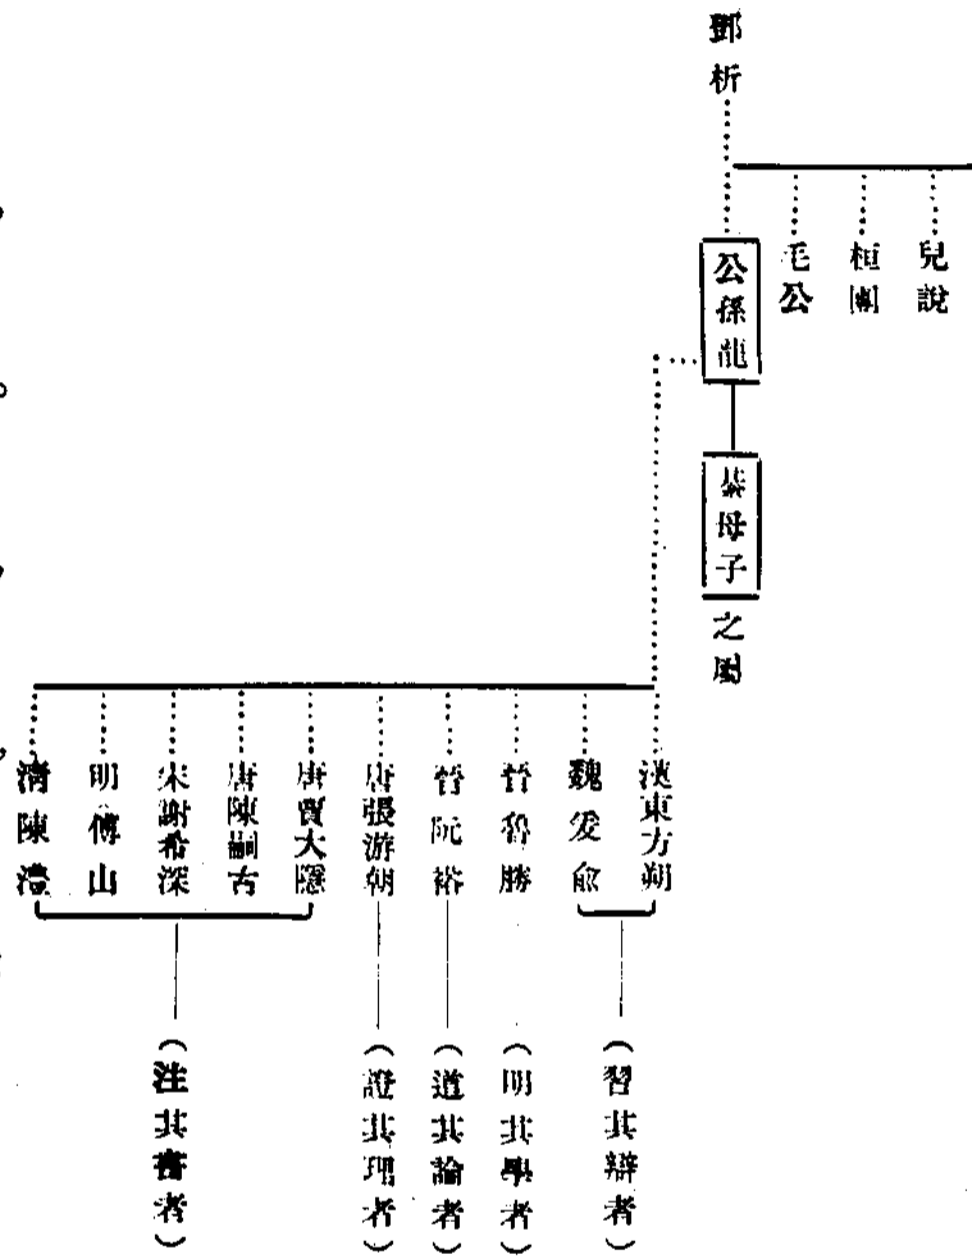 兒說
桓團
毛公
鄧析
公孫龍
綦母子之屬
漢東方朔
魏爰俞
晉魯勝
晉阮裕
唐張游朝
唐賈大隱
唐陳嗣古
宋謝希深
明傅山
清陳澧
(習其辯者)
(明其學者)
(道其論者)
(證其理者)
(注其書者)